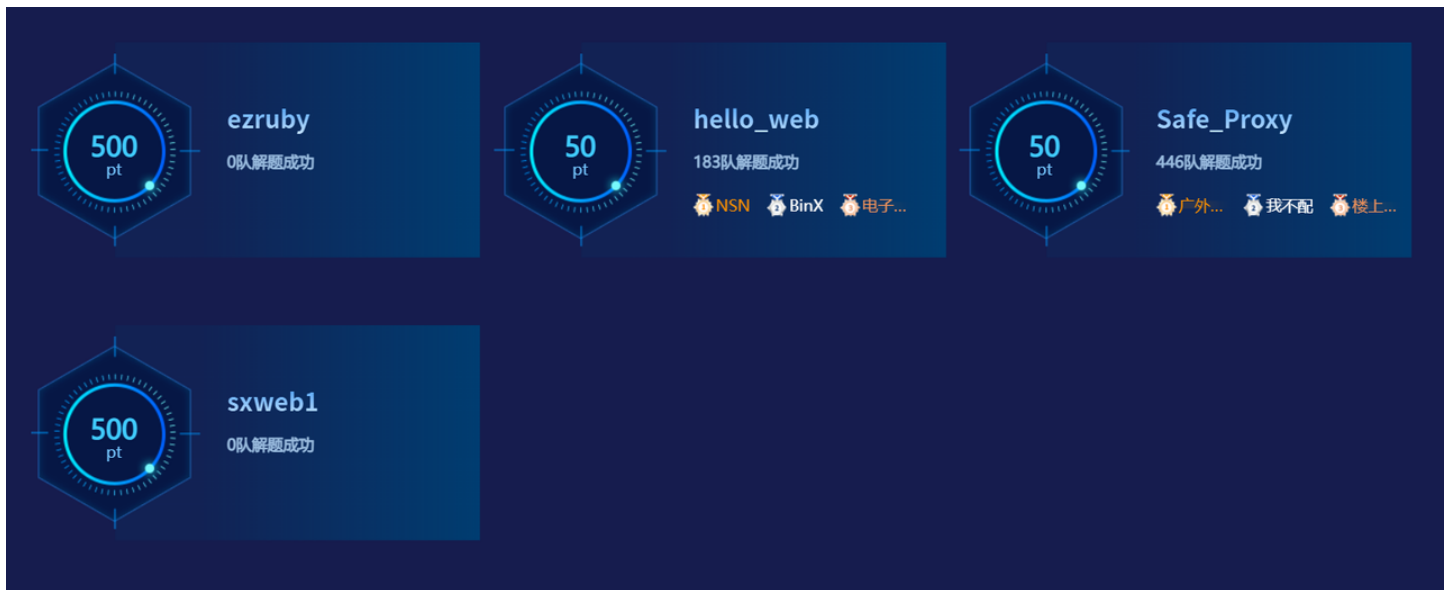 ezruby
500
pt
0队解题成功
hello_web
50
pt
183队解题成功
NSN BinX 电子...
Safe_Proxy
50
pt
446队解题成功
广外... 我不配 楼上...
sxweb1
500
pt
0队解题成功